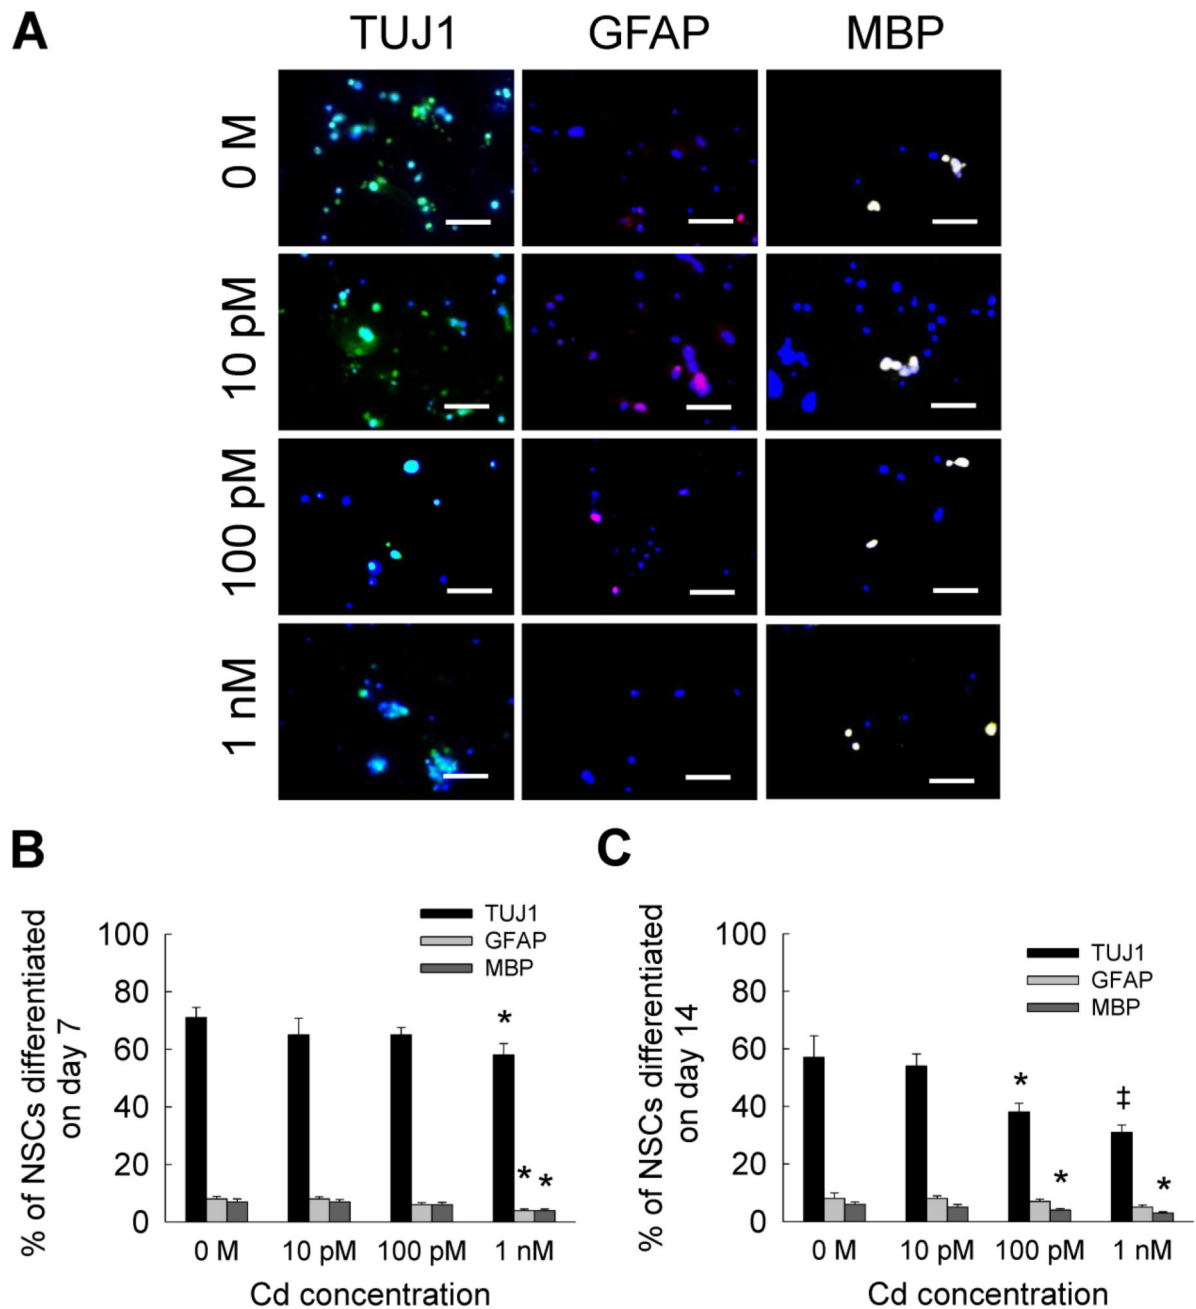 A
TUJ1 GFAP MBP
0 M
10 pM
100 pM
1 nM
B
% of NSCs differentiated
on day 7
100
80
60
40
20
0
TUJ1
GFAP
MBP
*
* *
0 M 10 pM 100 pM 1 nM
Cd concentration
C
% of NSCs differentiated
on day 14
100
80
60
40
20
0
TUJ1
GFAP
MBP
* ‡
* *
0 M 10 pM 100 pM 1 nM
Cd concentration